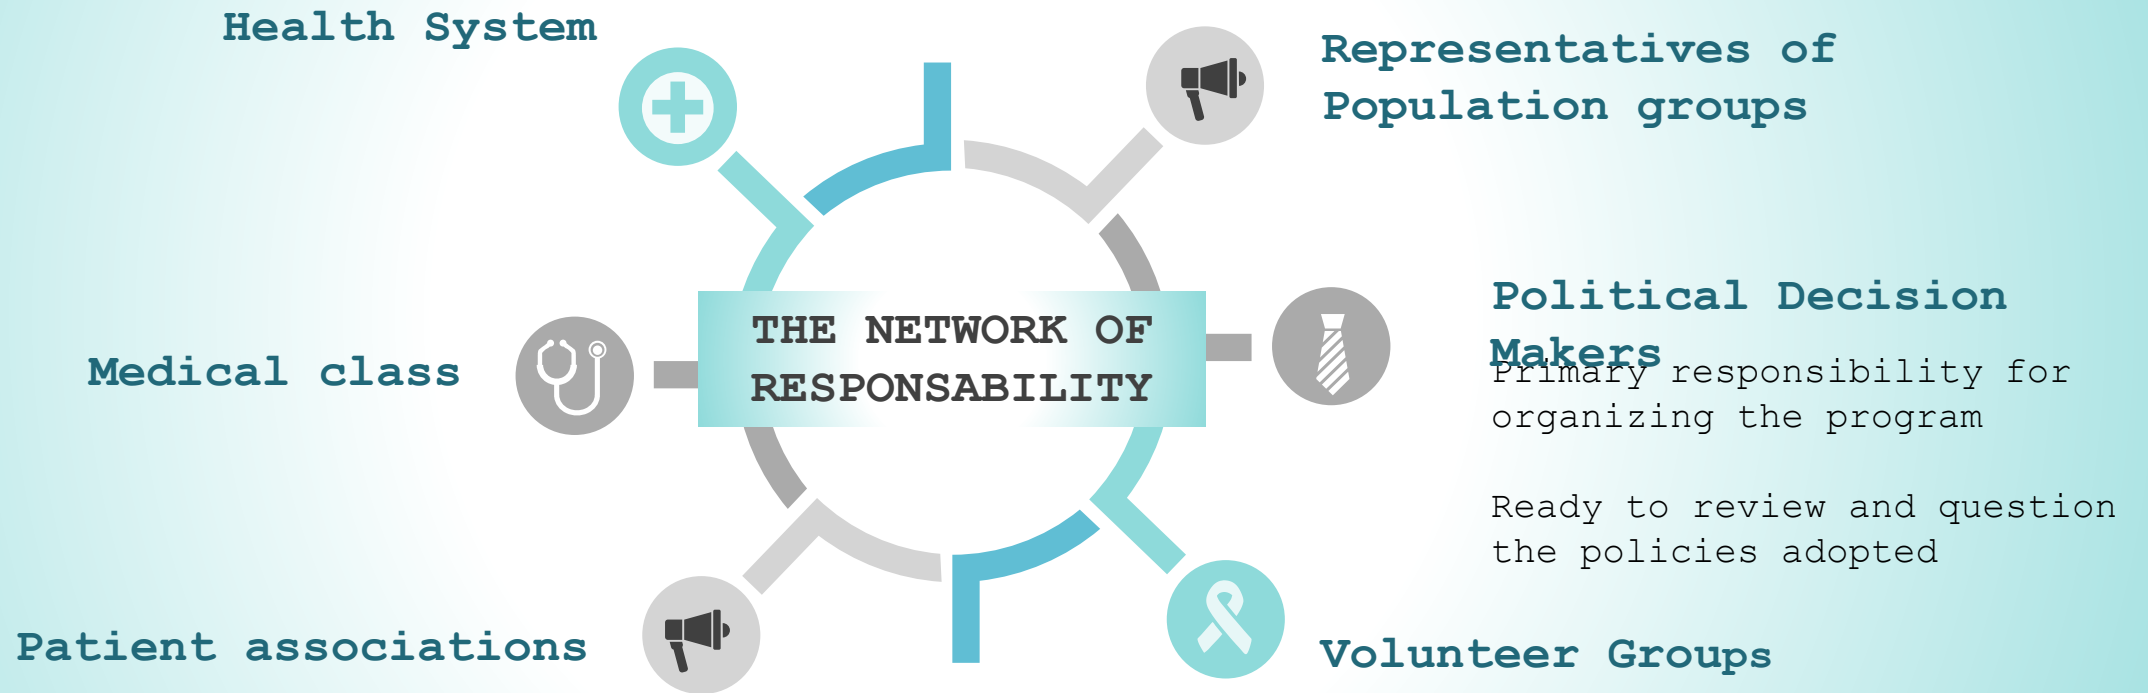 Health System
Representatives of
Population groups
THE NETWORK OF
RESPONSABILITY
Medical class
Political Decision
Makers
Primary responsibility for
organizing the program
Ready to review and question
the policies adopted
Patient associations
Volunteer Groups